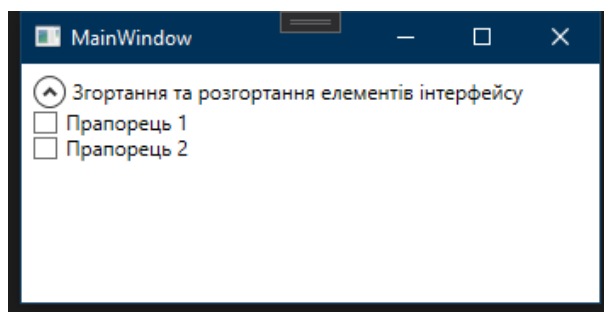 MainWindow
Згортання та розгортання елементів інтерфейсу
Прапорець 1
Прапорець 2